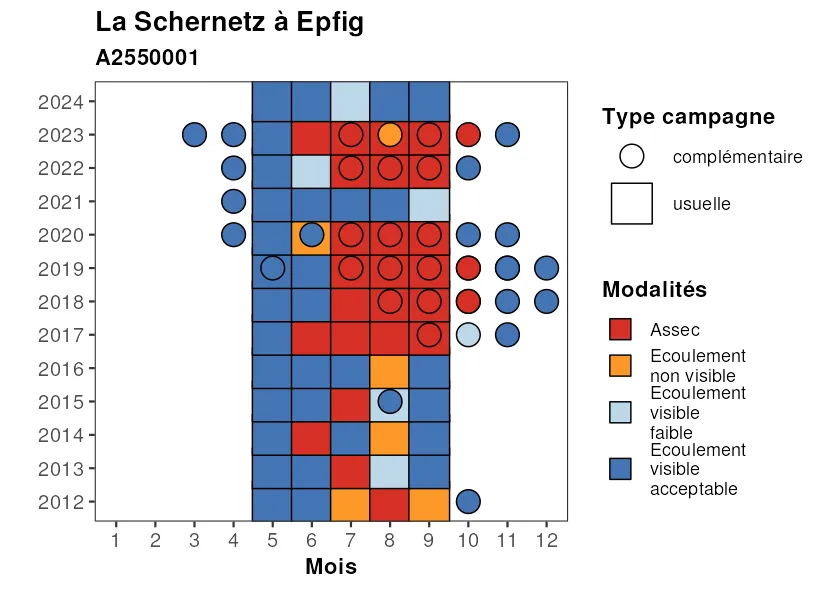 La Schernetz à Epfig
A2550001
2024
2023
2022
2021
2020
2019
2018
2017
2016
2015
2014
2013
2012
1 2 3 4 5 6 7 8 9 10 11 12
Mois
Type campagne
complémentaire
usuelle
Modalités
Assec
Ecoulement
non visible
Ecoulement
visible
faible
Ecoulement
visible
acceptable